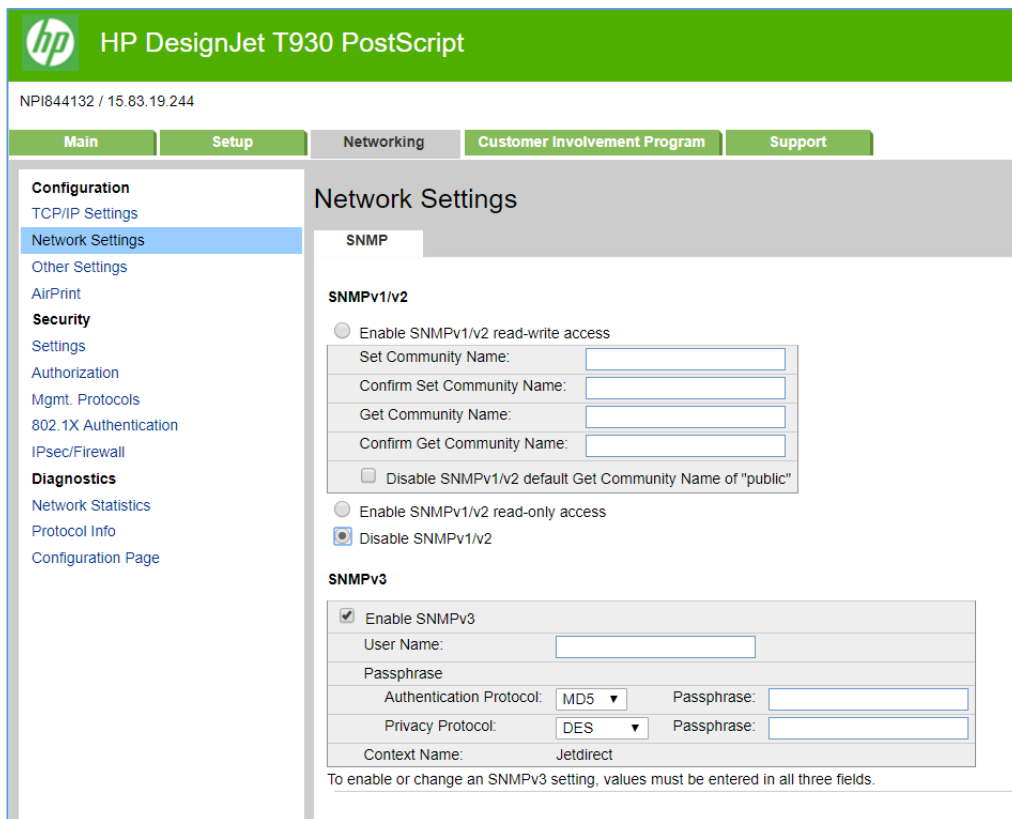 hp
HP DesignJet T930 PostScript
NPI844132 / 15.83.19.244
Main Setup Networking Customer Involvement Program Support
Configuration
TCP/IP Settings
Network Settings
Other Settings
AirPrint
Security
Settings
Authorization
Mgmt. Protocols
802.1X Authentication
IPsec/Firewall
Diagnostics
Network Statistics
Protocol Info
Configuration Page
Network Settings
SNMP
SNMPv1/v2
Enable SNMPv1/v2 read-write access
Set Community Name:
Confirm Set Community Name:
Get Community Name:
Confirm Get Community Name:
Disable SNMPv1/v2 default Get Community Name of "public"
Enable SNMPv1/v2 read-only access
Disable SNMPv1/v2
SNMPv3
Enable SNMPv3
User Name:
Passphrase
Authentication Protocol: MD5 Passphrase:
Privacy Protocol: DES Passphrase:
Context Name: Jetdirect
To enable or change an SNMPv3 setting, values must be entered in all three fields.